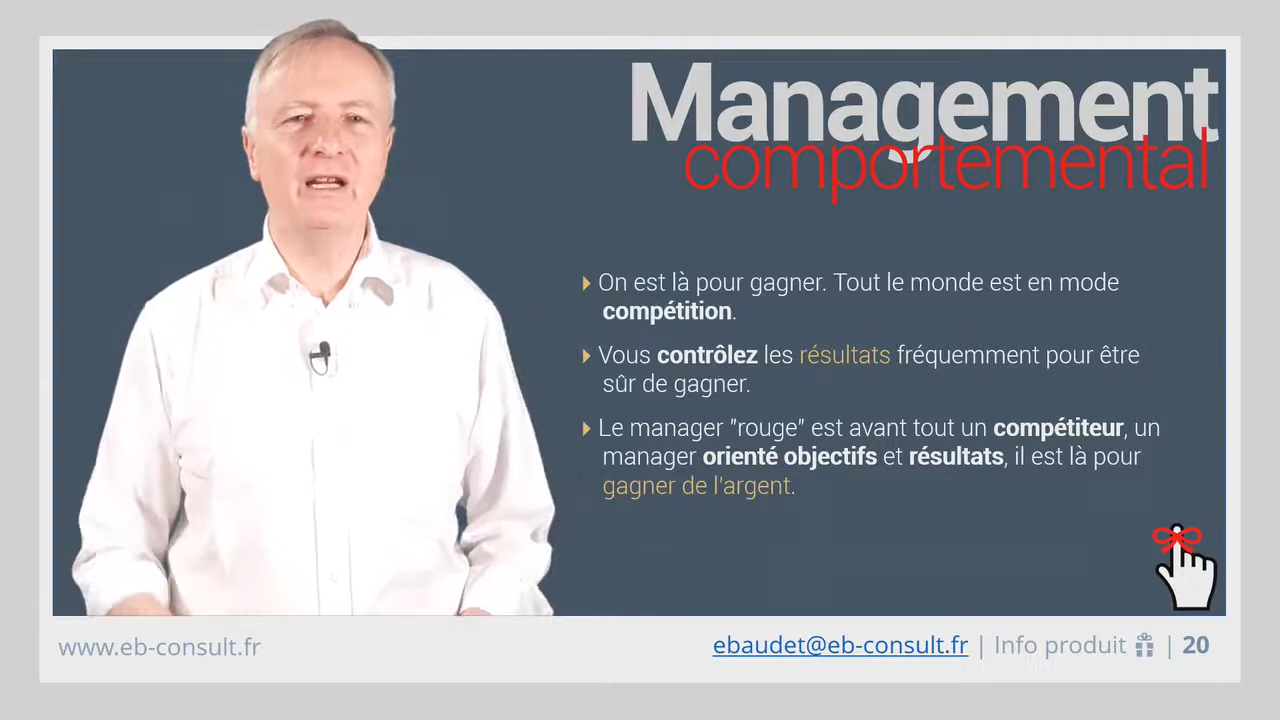 Management
comportemental
On est là pour gagner. Tout le monde est en mode
compétition.
Vous contrôlez les résultats fréquemment pour être
sûr de gagner.
Le manager "rouge" est avant tout un compétiteur, un
manager orienté objectifs et résultats, il est là pour
gagner de l'argent.
www.eb-consult.fr
ebaudet@eb-consult.fr | Info produit | 20